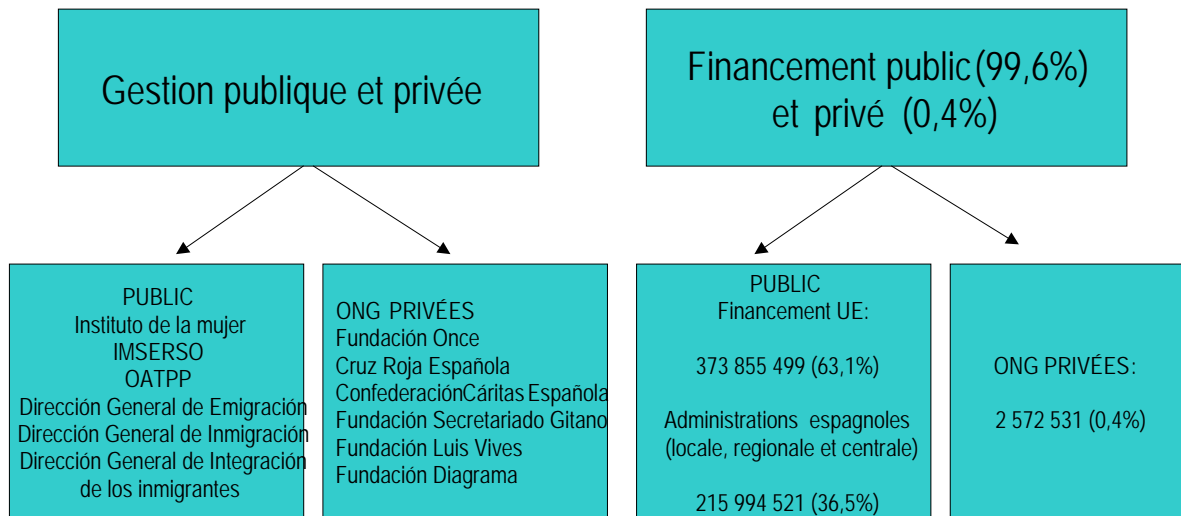 Gestion publique et privée
Financement public (99,6%)
et privé (0,4%)
PUBLIC
Instituto de la mujer
IMSERSO
OATPP
Dirección General de Emigración
Dirección General de Inmigración
Dirección General de Integración
de los inmigrantes
ONG PRIVÉES
Fundación Once
Cruz Roja Española
ConfederaciónCáritas Española
Fundación Secretariado Gitano
Fundación Luis Vives
Fundación Diagrama
PUBLIC
Financement UE:
373 855 499 (63,1%)
Administrations espagnoles
(locale, regionale et centrale)
215 994 521 (36,5%)
ONG PRIVÉES:
2 572 531 (0,4%)